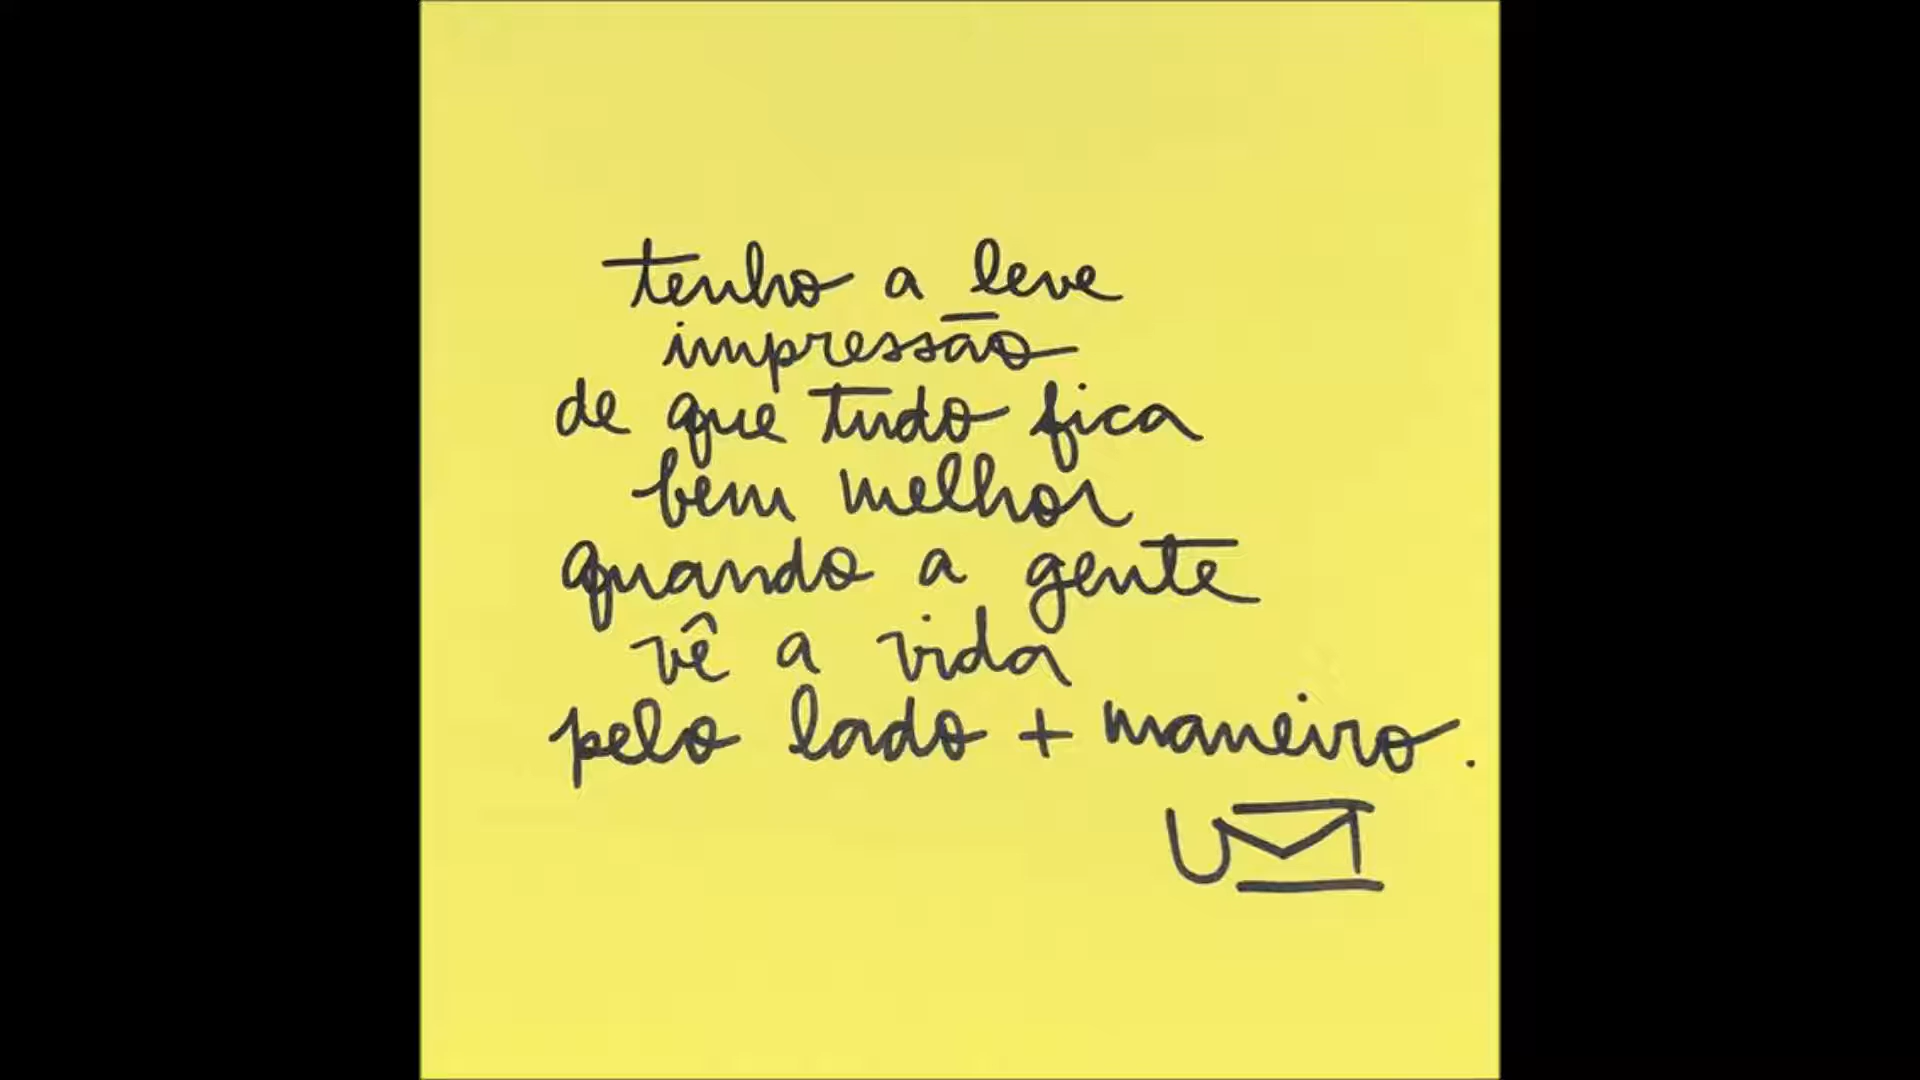 tenho a leve
impressão
de que tudo fica
bem melhor
quando a gente
vê a vida
pelo lado + maneiro.